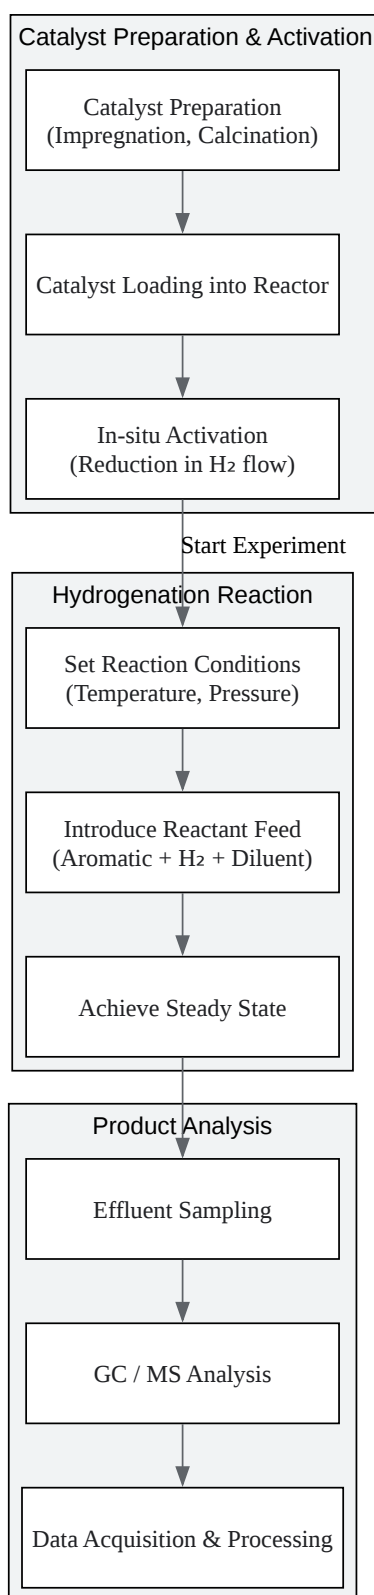 Catalyst Preparation & Activation
Catalyst Preparation
(Impregnation, Calcination)
Catalyst Loading into Reactor
In-situ Activation
(Reduction in H₂ flow)
Start Experiment
Hydrogenation Reaction
Set Reaction Conditions
(Temperature, Pressure)
Introduce Reactant Feed
(Aromatic + H₂ + Diluent)
Achieve Steady State
Product Analysis
Effluent Sampling
GC / MS Analysis
Data Acquisition & Processing